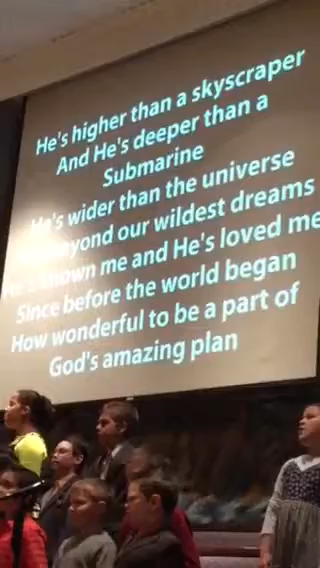 He's higher than a skyscraper
And He's deeper than a
Submarine
He's wider than the universe
beyond our wildest dreams
known me and He's loved me
Since before the world began
How wonderful to be a part of
God's amazing plan